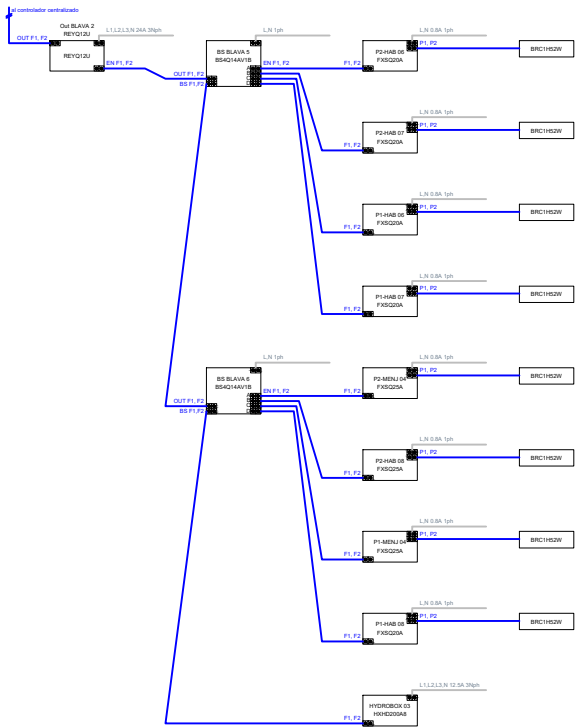 al controlador centralizado
Out BLAVA 2
REYQ12U
L1,L2,L3,N 24A 3Nph
OUT F1, F2
REYQ12U
EN F1, F2
L,N 1ph
BS BLAVA 5
BS4Q14AV1B
OUT F1, F2
BS F1,F2
A
B
C
D
EN F1, F2
L,N 0.8A 1ph
P2-HAB 06
FXSQ20A
F1, F2
P1, P2
BRC1H52W
L,N 0.8A 1ph
P2-HAB 07
FXSQ20A
F1, F2
P1, P2
BRC1H52W
L,N 0.8A 1ph
P1-HAB 06
FXSQ20A
F1, F2
P1, P2
BRC1H52W
L,N 0.8A 1ph
P1-HAB 07
FXSQ20A
F1, F2
P1, P2
BRC1H52W
L,N 1ph
BS BLAVA 6
BS4Q14AV1B
OUT F1, F2
BS F1,F2
A
B
C
D
EN F1, F2
L,N 0.8A 1ph
P2-MENJ 04
FXSQ25A
F1, F2
P1, P2
BRC1H52W
L,N 0.8A 1ph
P2-HAB 08
FXSQ25A
F1, F2
P1, P2
BRC1H52W
L,N 0.8A 1ph
P1-MENJ 04
FXSQ25A
F1, F2
P1, P2
BRC1H52W
L,N 0.8A 1ph
P1-HAB 08
FXSQ20A
F1, F2
P1, P2
BRC1H52W
L1,L2,L3,N 12.5A 3Nph
HYDROBOX 03
HXHD200A8
F1, F2